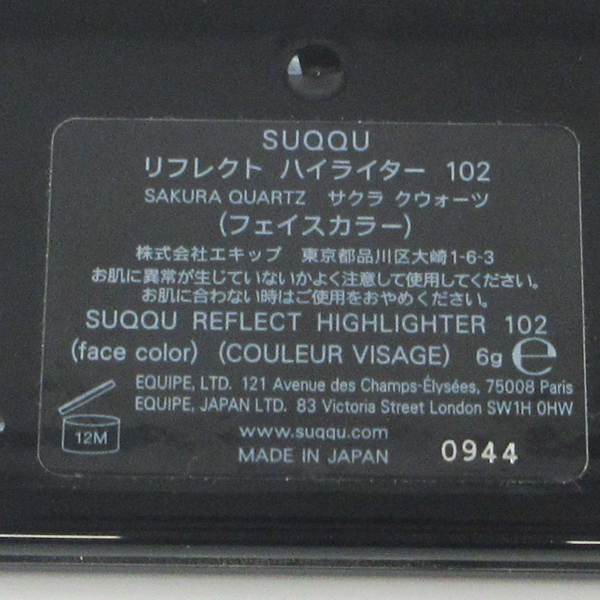 SUQQU
リフレクト ハイライター 102
SAKURA QUARTZ サクラ クウォーツ
(フェイスカラー)
株式会社エキップ 東京都品川区大崎1-6-3
お肌に異常が生じていないかよく注意して使用してください。
お肌に合わない時はご使用をおやめください。
SUQQU REFLECT HIGHLIGHTER 102
(face color) (COULEUR VISAGE) 6g ℮
EQUIPE, LTD. 121 Avenue des Champs-Élysées, 75008 Paris
EQUIPE, JAPAN LTD. 83 Victoria Street London SW1H 0HW
12M
www.suqqu.com
MADE IN JAPAN 0944